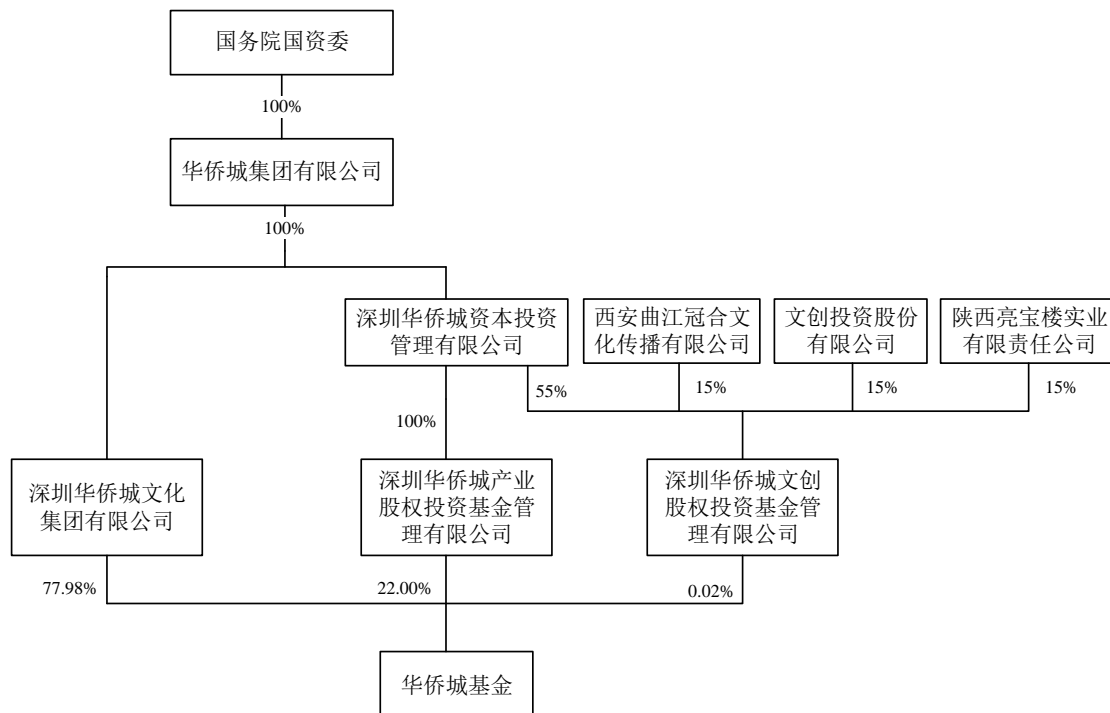 国务院国资委
100%
华侨城集团有限公司
100%
深圳华侨城资本投资
管理有限公司
西安曲江冠合文
化传播有限公司
文创投资股份
有限公司
陕西亮宝楼实业
有限责任公司
55%
15%
15%
15%
100%
深圳华侨城文化
集团有限公司
深圳华侨城产业
股权投资基金管
理有限公司
深圳华侨城文创
股权投资基金管
理有限公司
77.98%
22.00%
0.02%
华侨城基金